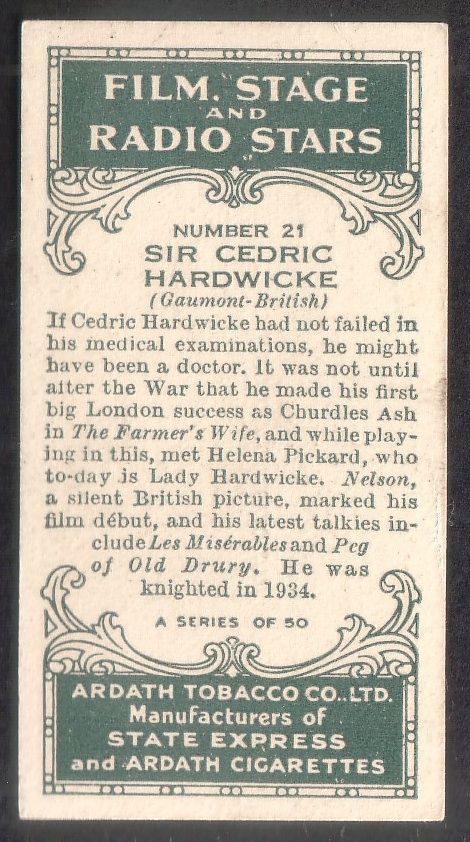 FILM, STAGE
AND
RADIO STARS
NUMBER 21
SIR CEDRIC
HARDWICKE
(Gaumont-British)
If Cedric Hardwicke had not failed in
his medical examinations, he might
have been a doctor. It was not until
after the War that he made his first
big London success as Churdles Ash
in The Farmer's Wife, and while play-
ing in this, met Helena Pickard, who
to-day is Lady Hardwicke. Nelson,
a silent British picture, marked his
film début, and his latest talkies in-
clude Les Misérables and Peg
of Old Drury. He was
knighted in 1934.
A SERIES OF 50
ARDATH TOBACCO CO., LTD.
Manufacturers of
STATE EXPRESS
and ARDATH CIGARETTES